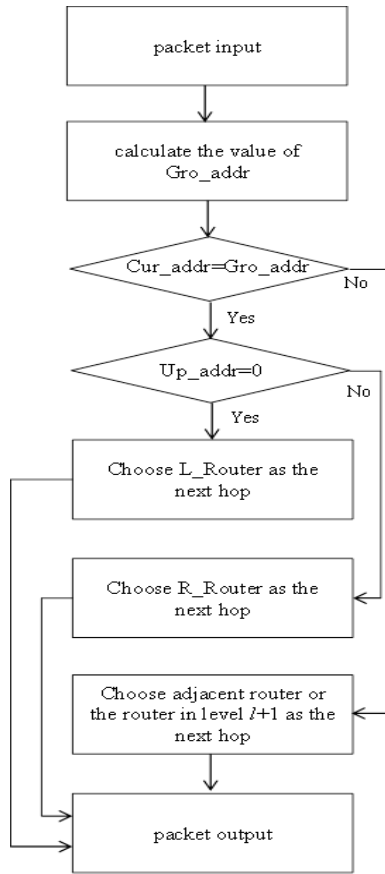 packet input
calculate the value of
Gro_addr
Cur_addr=Gro_addr
No
Yes
Up_addr=0
No
Yes
Choose L_Router as the
next hop
Choose R_Router as the
next hop
Choose adjacent router or
the router in level l+1 as the
next hop
packet output